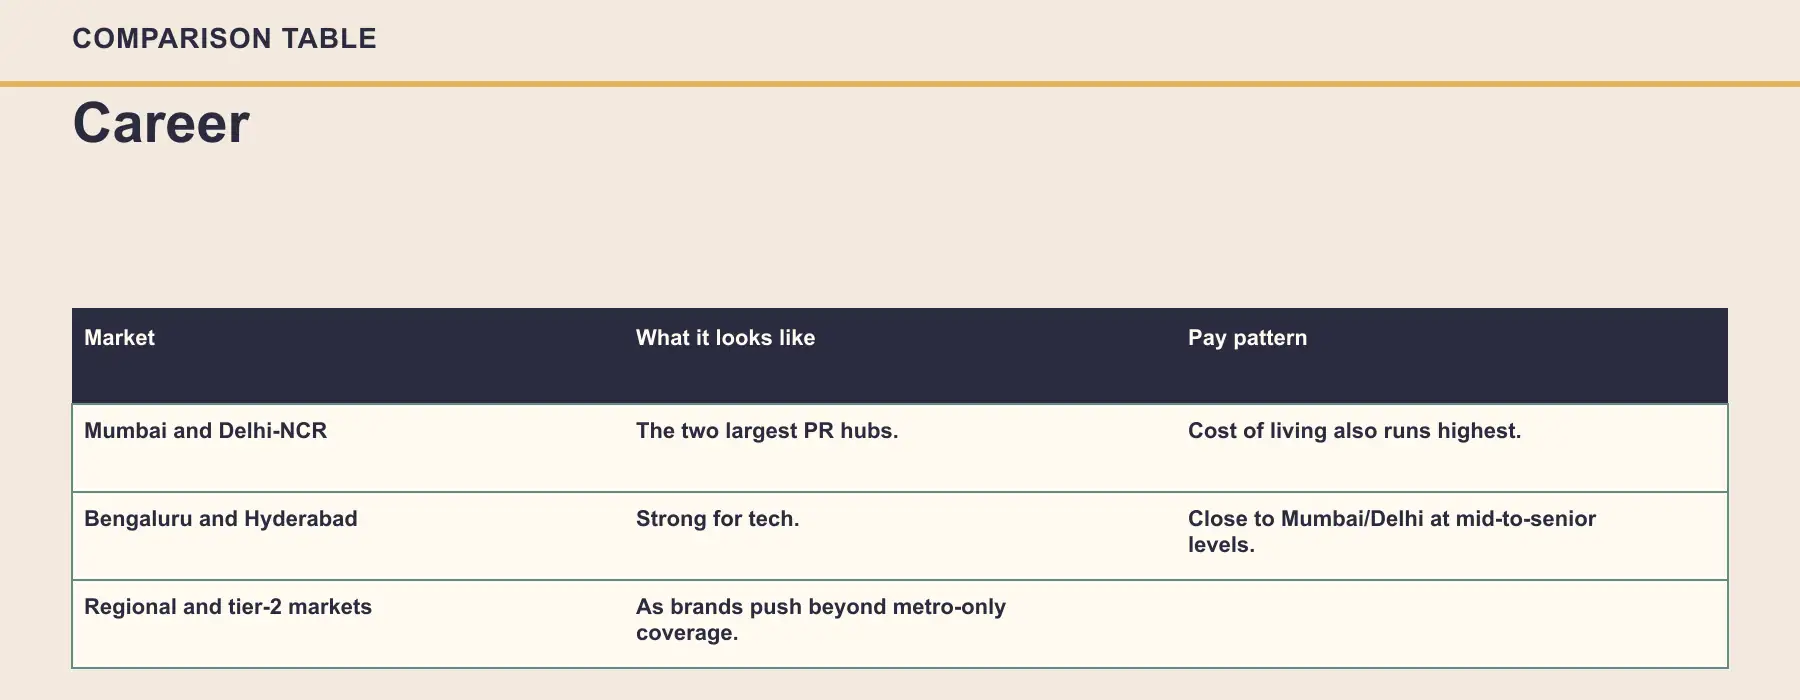 COMPARISON TABLE
Career
Market
What it looks like
Pay pattern
Mumbai and Delhi-NCR
The two largest PR hubs.
Cost of living also runs highest.
Bengaluru and Hyderabad
Strong for tech.
Close to Mumbai/Delhi at mid-to-senior
levels.
Regional and tier-2 markets
As brands push beyond metro-only
coverage.